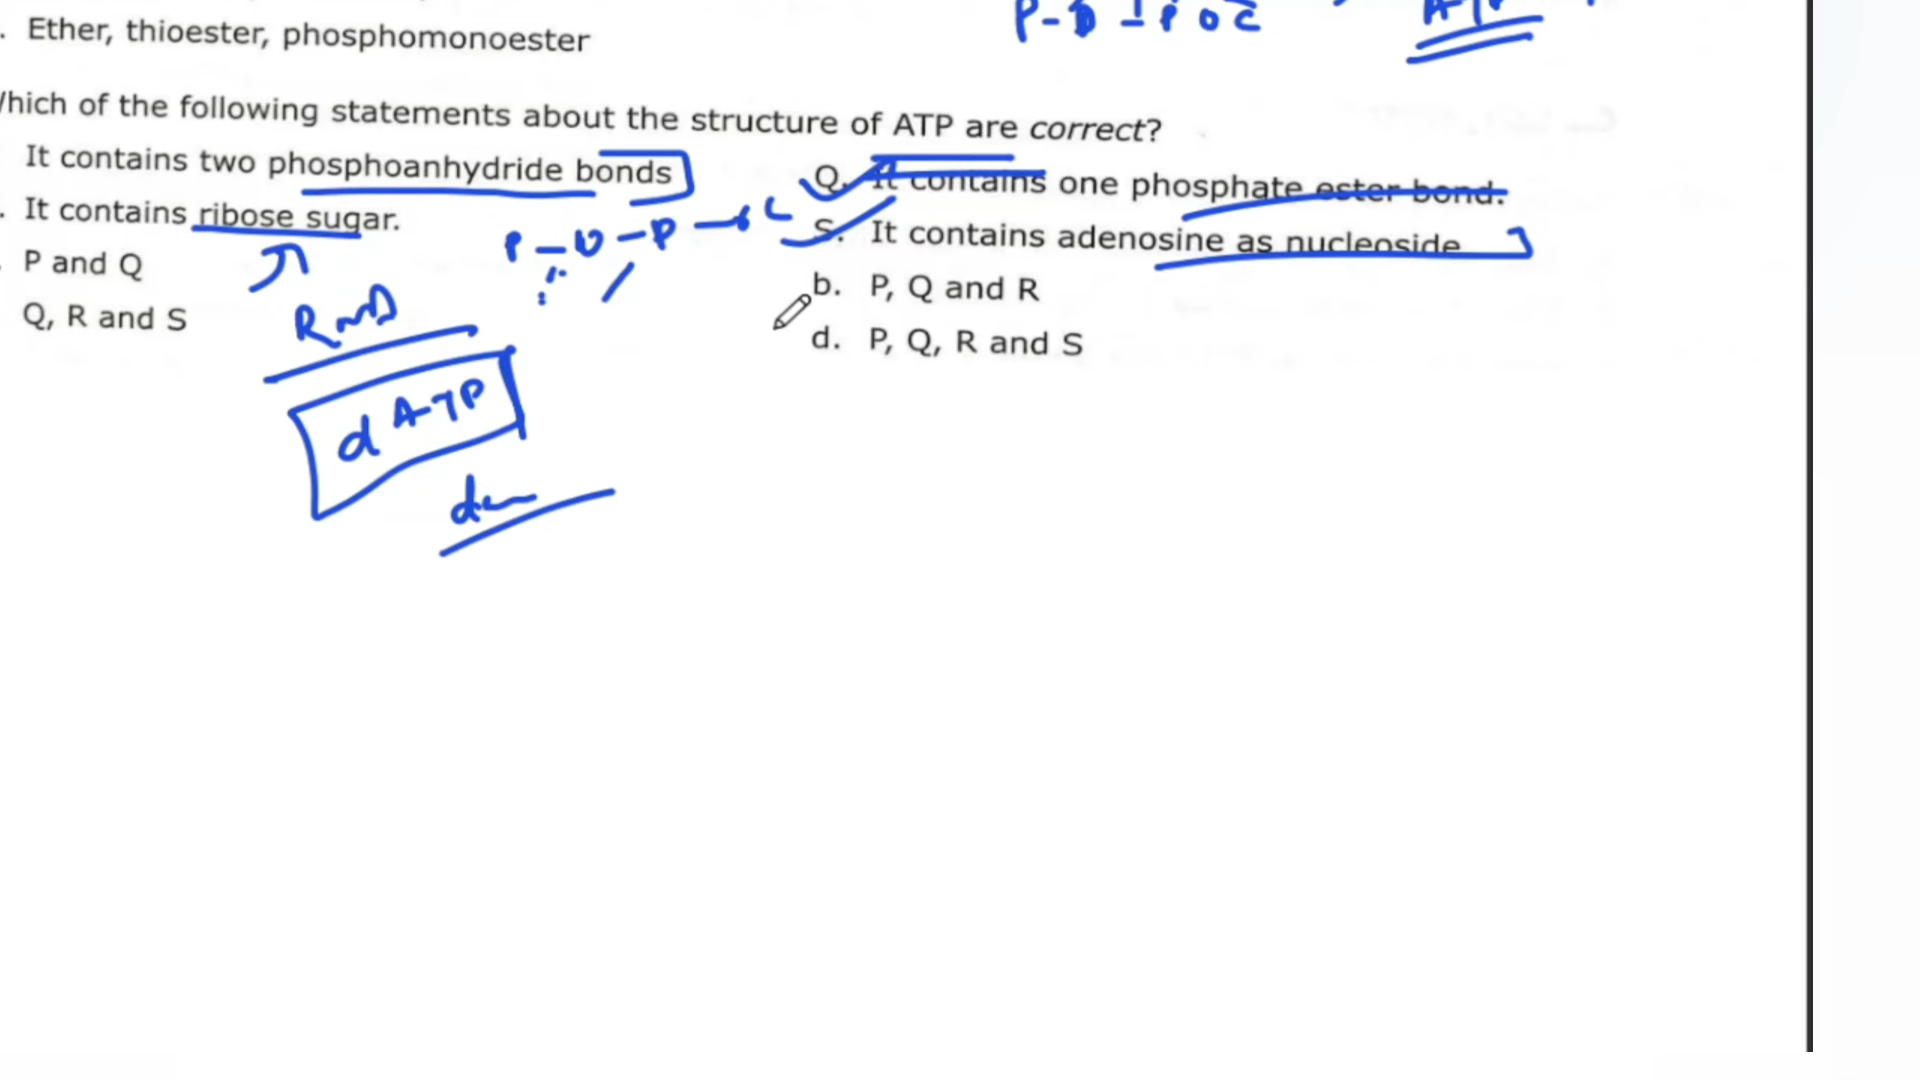 P-O-P O C
. Ether, thioester, phosphomonoester
Which of the following statements about the structure of ATP are correct?
It contains two phosphoanhydride bonds
Q. It contains one phosphate ester bond.
. It contains ribose sugar.
S. It contains adenosine as nucleoside
P-O-P
. P and Q
b. P, Q and R
Q, R and S
d. P, Q, R and S
dATP